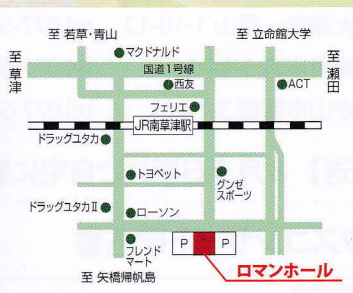 至 若草・青山
至 立命館大学
マクドナルド
至草津
国道1号線
至瀬田
西友
ACT
フェリエ
JR南草津駅
ドラッグユタカ
トヨペット
グンゼ
スポーツ
ドラッグユタカⅡ
ローソン
フレンド
マート
P
P
至 矢橋帰帆島
ロマンホール